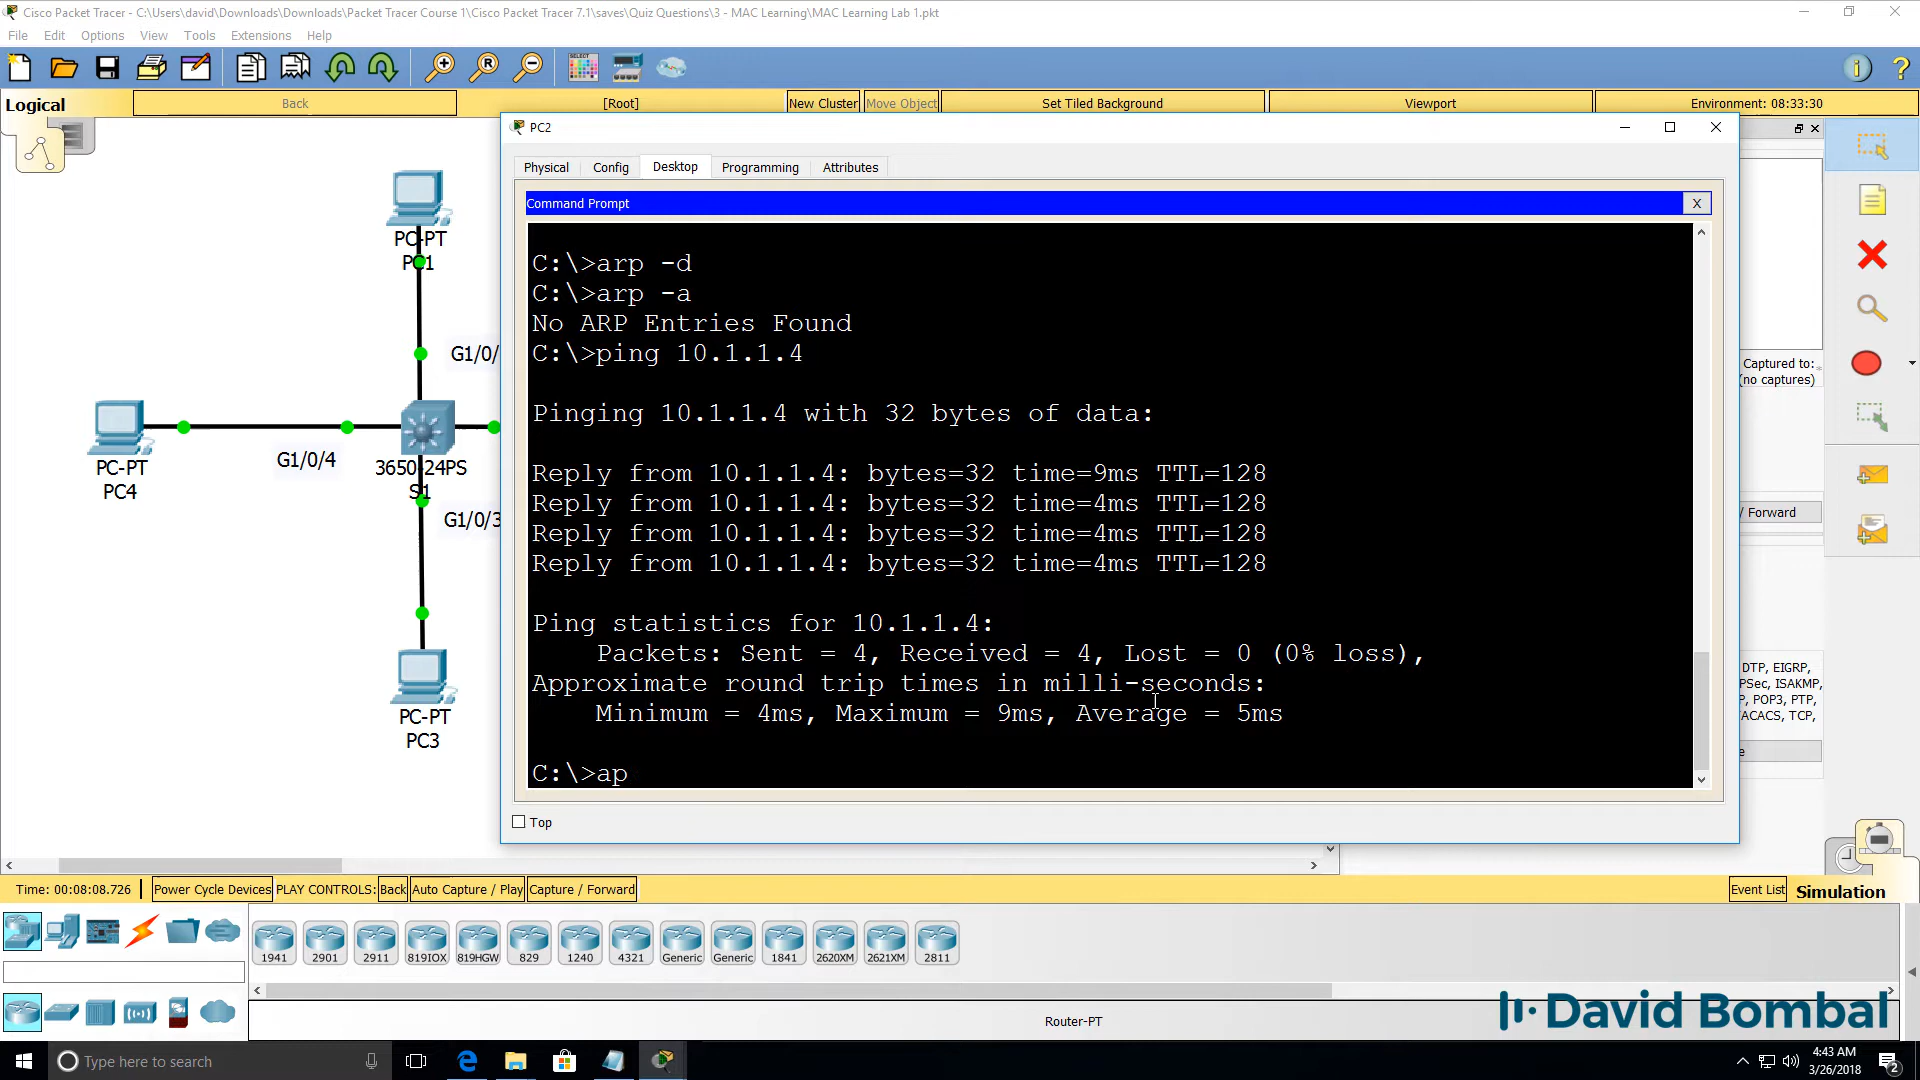 Cisco Packet Tracer - C:\Users\david\Downloads\Downloads\Packet Tracer Course 1\Cisco Packet Tracer 7.1\saves\Quiz Questions\3 - MAC Learning\MAC Learning Lab 1.pkt
File Edit Options View Tools Extensions Help
Logical Back [Root] New Cluster Move Object Set Tiled Background Viewport Environment: 08:33:30
PC2
Physical Config Desktop Programming Attributes
Command Prompt X
C:\>arp -d
C:\>arp -a
No ARP Entries Found
C:\>ping 10.1.1.4
Pinging 10.1.1.4 with 32 bytes of data:
Reply from 10.1.1.4: bytes=32 time=9ms TTL=128
Reply from 10.1.1.4: bytes=32 time=4ms TTL=128
Reply from 10.1.1.4: bytes=32 time=4ms TTL=128
Reply from 10.1.1.4: bytes=32 time=4ms TTL=128
Ping statistics for 10.1.1.4:
Packets: Sent = 4, Received = 4, Lost = 0 (0% loss),
Approximate round trip times in milli-seconds:
Minimum = 4ms, Maximum = 9ms, Average = 5ms
C:\>ap
Top
PC-PT
PC1
G1/0/
PC-PT
PC4
G1/0/4
3650-24PS
S1
G1/0/3
PC-PT
PC3
Captured to:
(no captures)
/ Forward
DTP, EIGRP,
PSec, ISAKMP,
P, POP3, PTP,
ACACS, TCP,
e
Time: 00:08:08.726 Power Cycle Devices PLAY CONTROLS: Back Auto Capture / Play Capture / Forward Event List Simulation
1941 2901 2911 819IOX 819HGW 829 1240 4321 Generic Generic 1841 2620XM 2621XM 2811
Router-PT
David Bombal
Type here to search
4:43 AM
3/26/2018
2